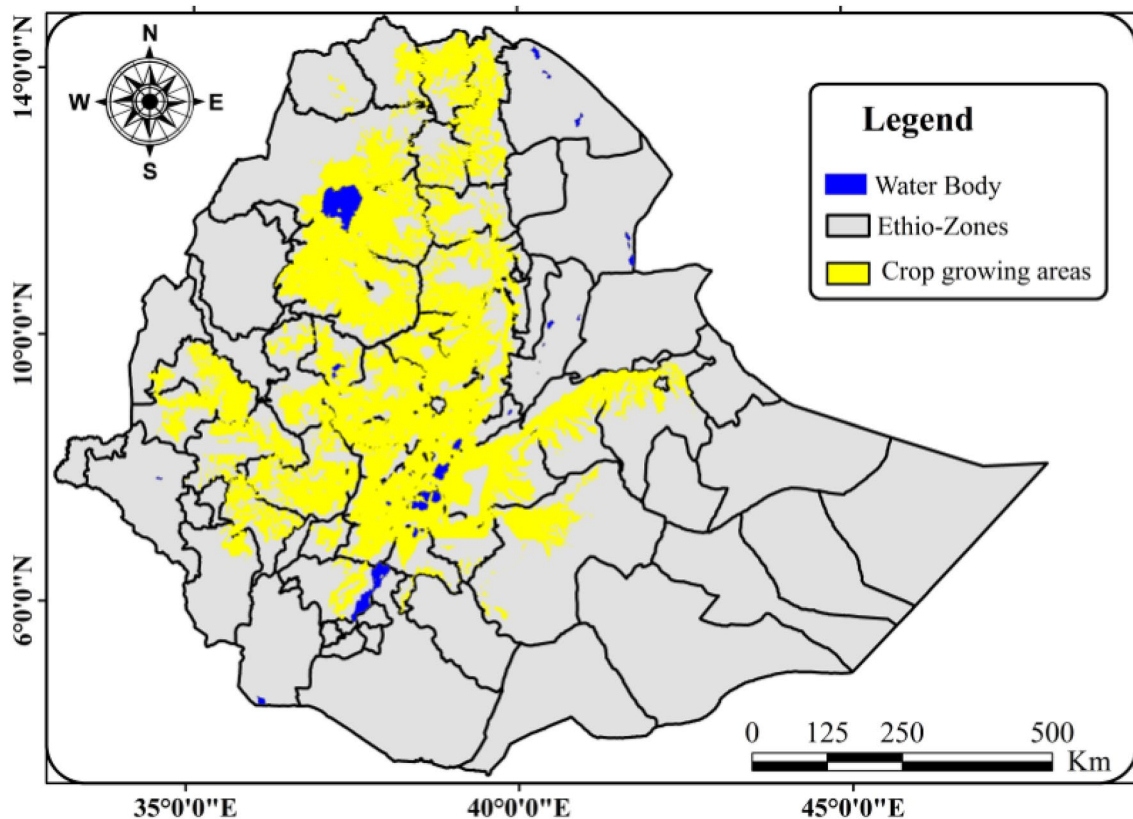 N
W E
S
Legend
Water Body
Ethio-Zones
Crop growing areas
14°0'0"N
10°0'0"N
6°0'0"N
0 125 250 500
Km
35°0'0"E 40°0'0"E 45°0'0"E